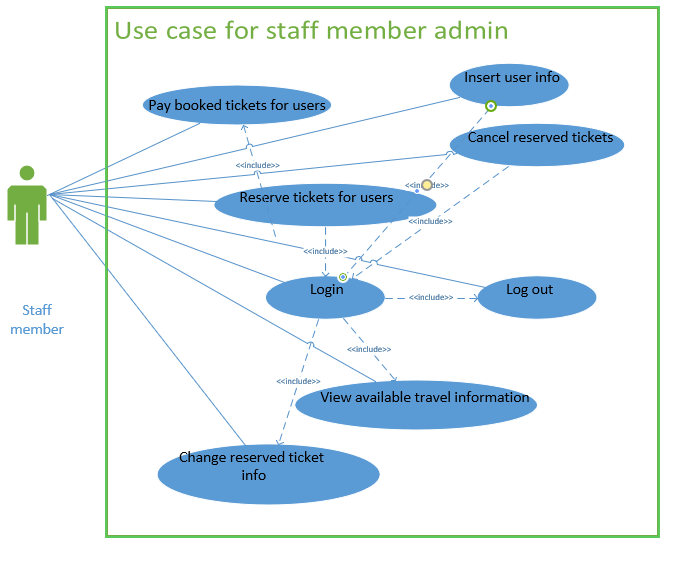 Use case for staff member admin
Insert user info
Pay booked tickets for users
Cancel reserved tickets
<<include>>
<<include>>
Reserve tickets for users
<<include>>
<<include>>
Staff
member
Login
<<include>>
Log out
<<include>>
<<include>>
View available travel information
Change reserved ticket
info